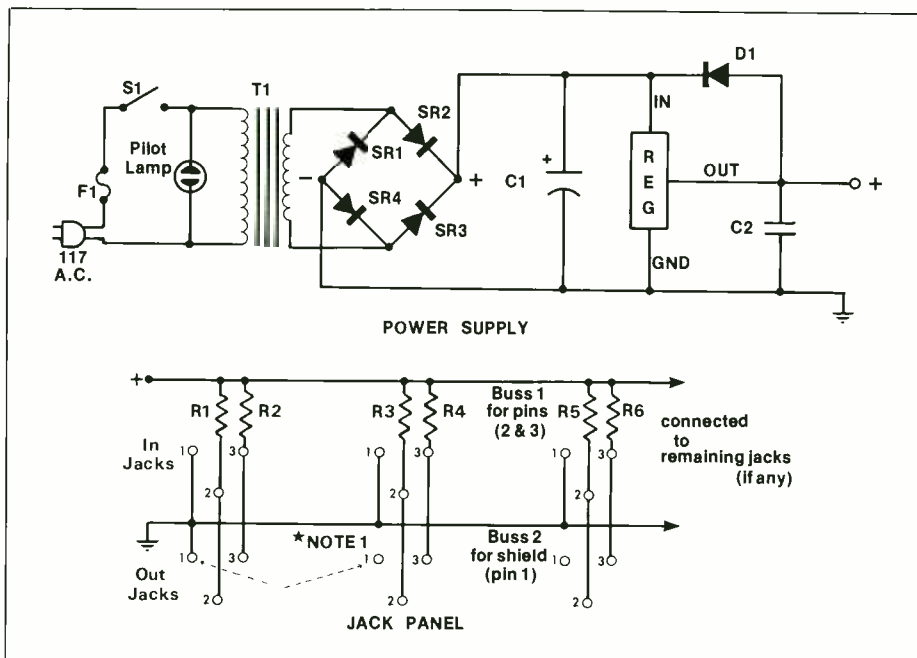 S1
T1
D1
SR2
IN
Pilot
Lamp
SR1
F1
−
+
+
C1
R
E
G
OUT
+
SR4
SR3
C2
117
A.C.
GND
POWER SUPPLY
+
R1
R2
R3
R4
Buss 1
for pins
(2 & 3)
R5
R6
connected
to
remaining jacks
(if any)
In
Jacks
1
3
1
3
1
3
2
2
2
★NOTE 1
Buss 2
for shield
(pin 1)
1
3
1
3
1
3
Out
Jacks
2
2
2
JACK PANEL